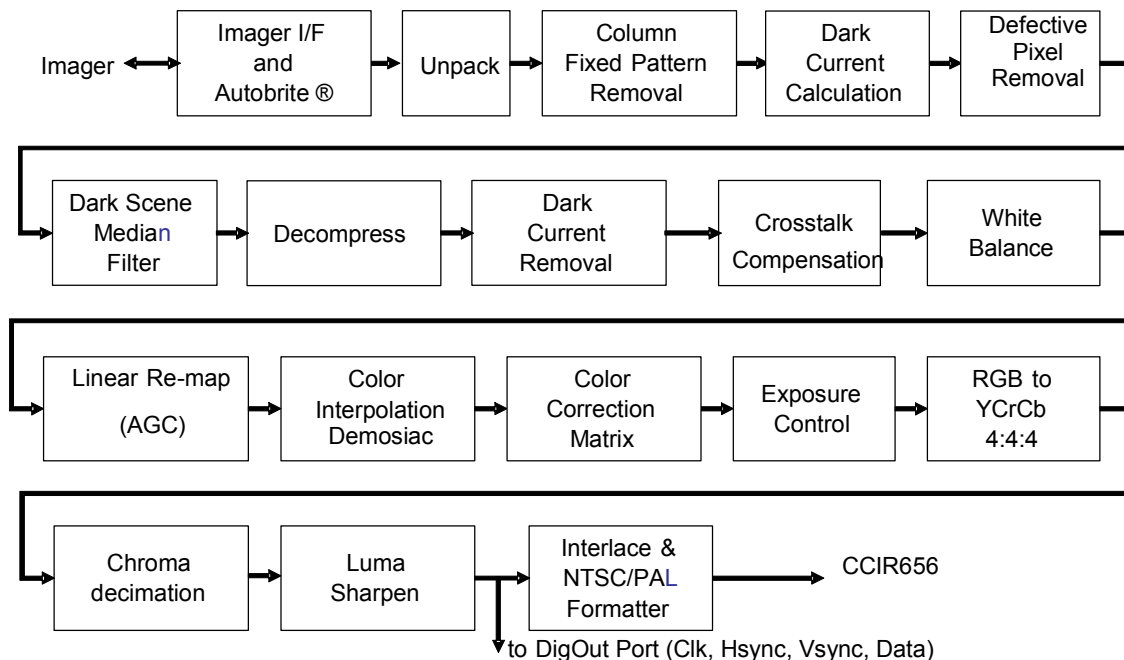 Imager
Imager I/F
and
Autobrite ®
Unpack
Column
Fixed Pattern
Removal
Dark
Current
Calculation
Defective
Pixel
Removal
Dark Scene
Median
Filter
Decompress
Dark
Current
Removal
Crosstalk
Compensation
White
Balance
Linear Re-map
(AGC)
Color
Interpolation
Demosiac
Color
Correction
Matrix
Exposure
Control
RGB to
YCrCb
4:4:4
Chroma
decimation
Luma
Sharpen
Interlace &
NTSC/PAL
Formatter
CCIR656
to DigOut Port (Clk, Hsync, Vsync, Data)